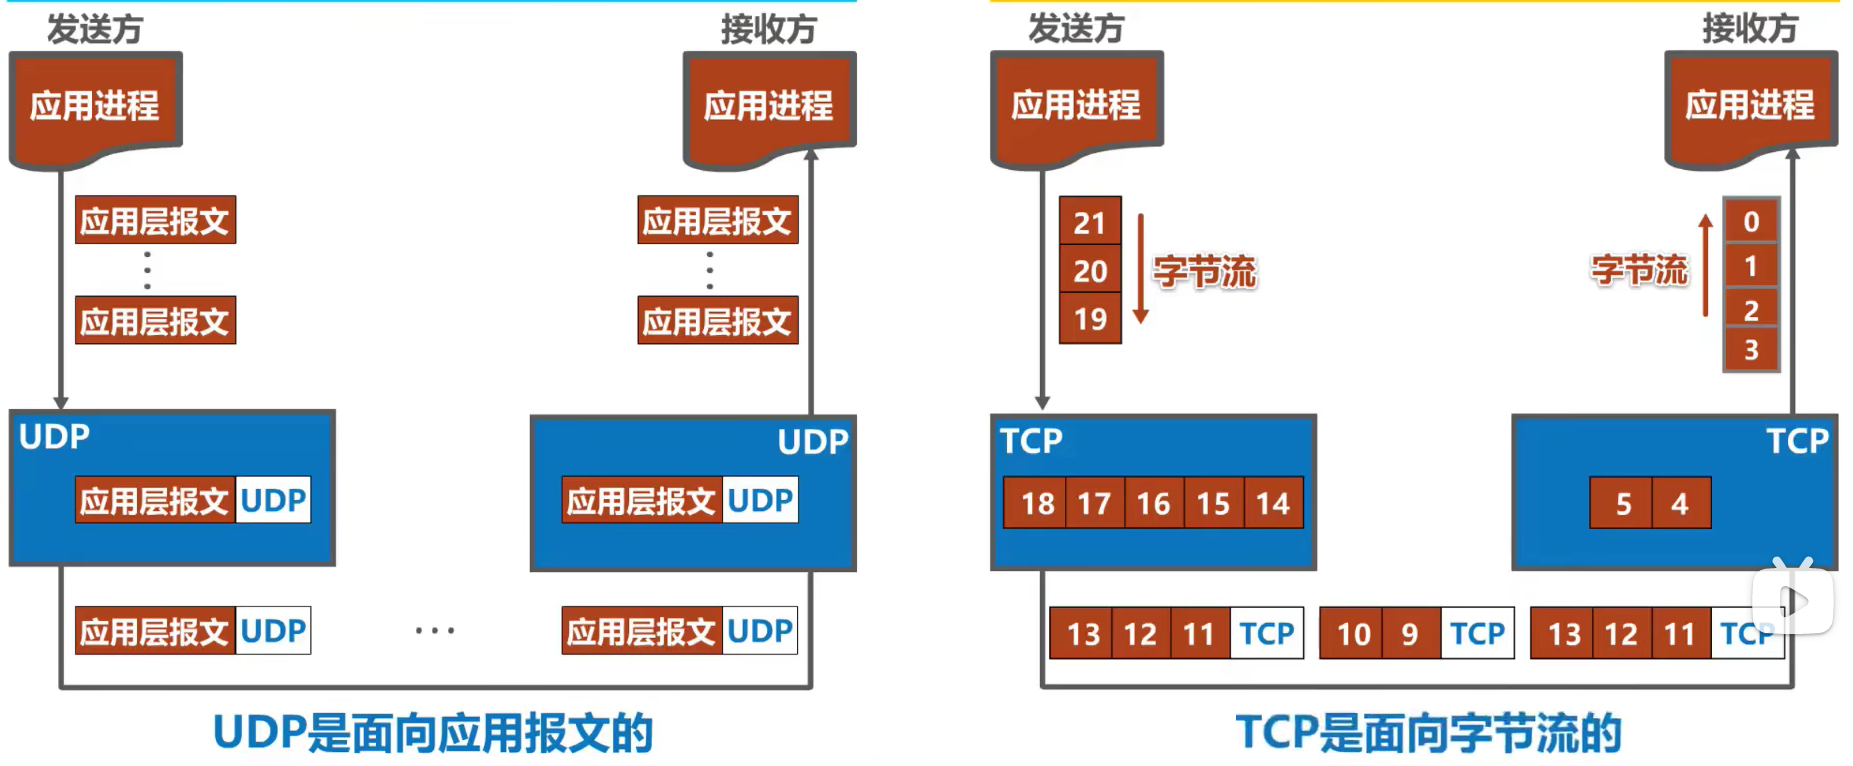 发送方
接收方
应用进程
应用进程
应用层报文
应用层报文
应用层报文
应用层报文
UDP
UDP
应用层报文 UDP
应用层报文 UDP
应用层报文 UDP
...
应用层报文 UDP
UDP是面向应用报文的
发送方
接收方
应用进程
应用进程
21
20
19
字节流
字节流
0
1
2
3
TCP
TCP
18 17 16 15 14
5 4
13 12 11 TCP
10 9 TCP
13 12 11 TCP
TCP是面向字节流的